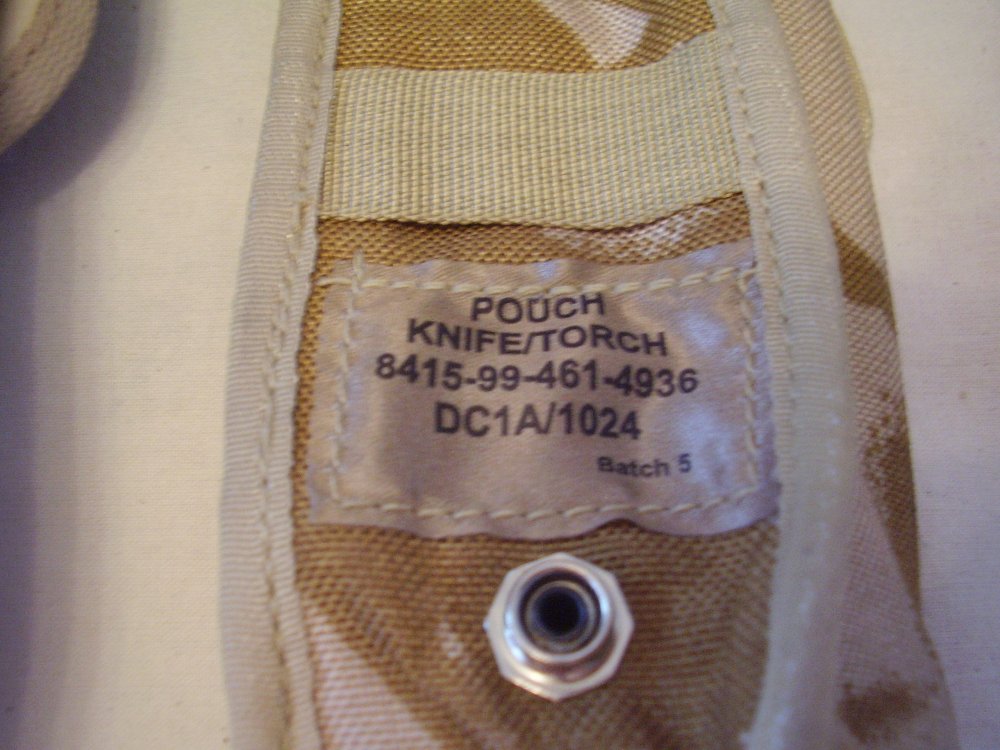 POUCH
KNIFE/TORCH
8415-99-461-4936
DC1A/1024
Batch 5